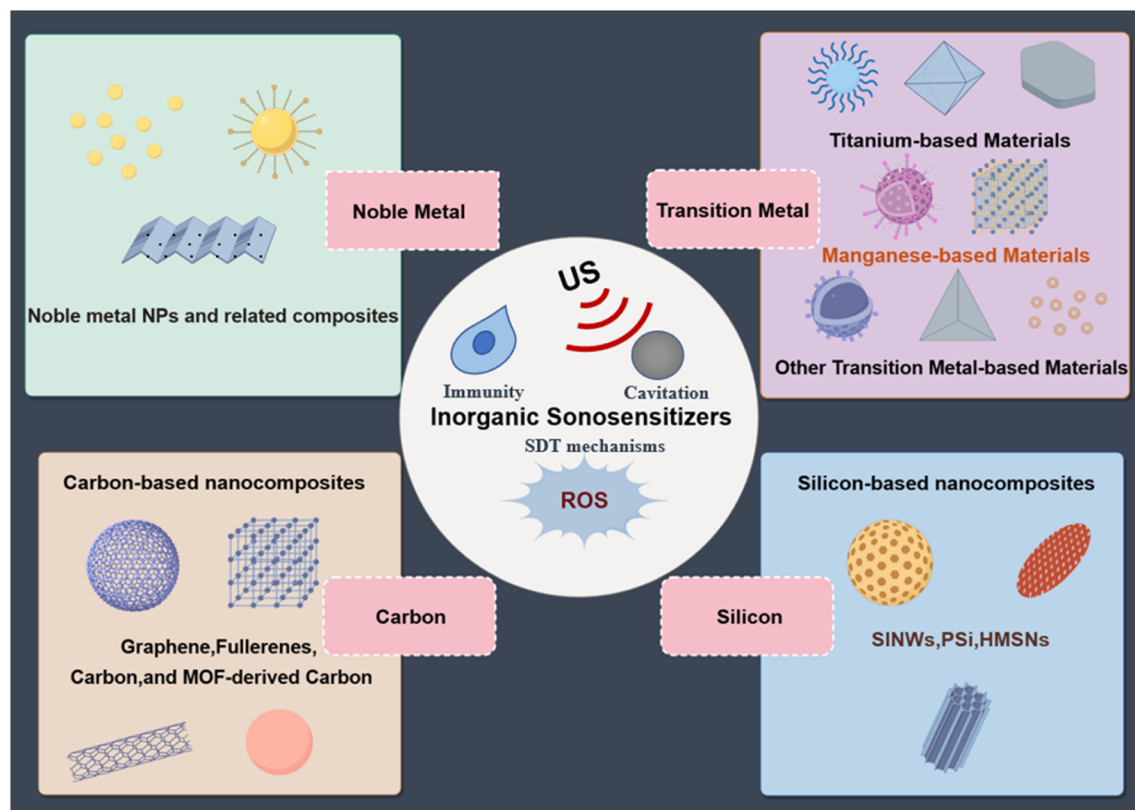 Noble Metal
Noble metal NPs and related composites
Titanium-based Materials
Transition Metal
Manganese-based Materials
Other Transition Metal-based Materials
US
Immunity
Cavitation
Inorganic Sonosensitizers
SDT mechanisms
ROS
Carbon-based nanocomposites
Carbon
Graphene,Fullerenes,
Carbon,and MOF-derived Carbon
Silicon-based nanocomposites
Silicon
SINWs,PSi,HMSNs